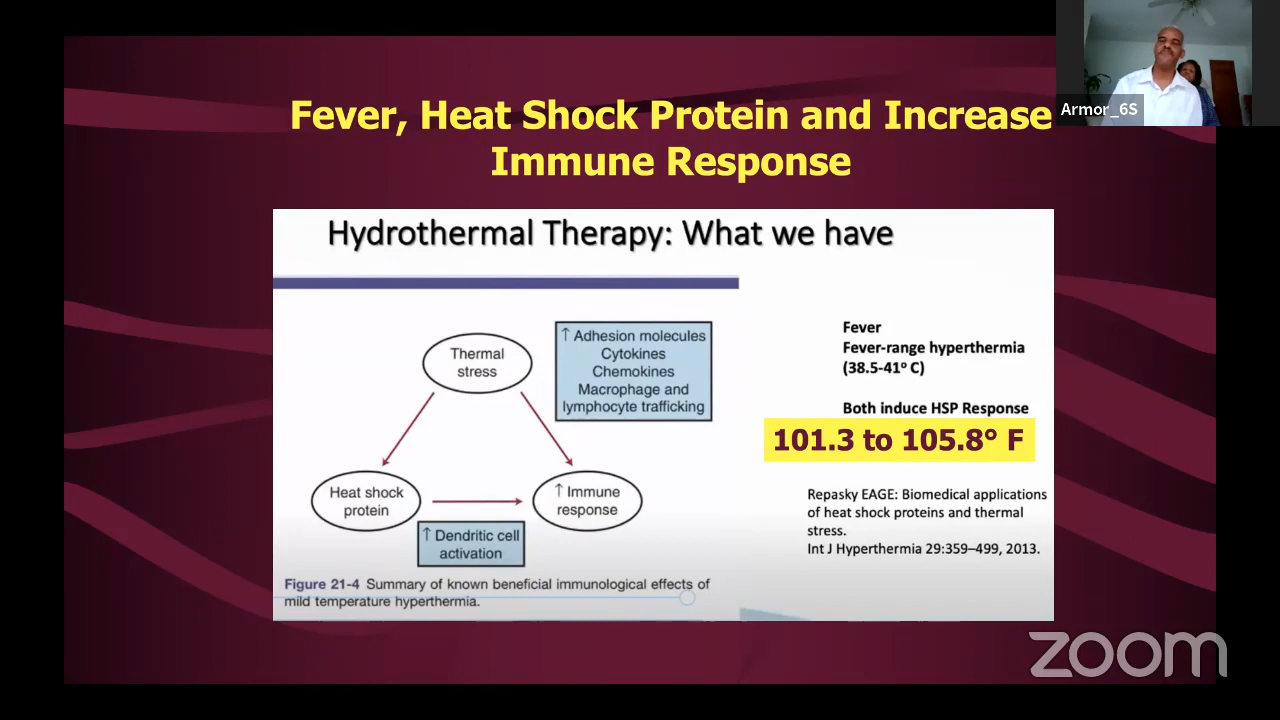 Armor_6S
Fever, Heat Shock Protein and Increase
Immune Response
Hydrothermal Therapy: What we have
Thermal
stress
↑ Adhesion molecules
Cytokines
Chemokines
Macrophage and
lymphocyte trafficking
Heat shock
protein
↑ Immune
response
↑ Dendritic cell
activation
Figure 21-4 Summary of known beneficial immunological effects of
mild temperature hyperthermia.
Fever
Fever-range hyperthermia
(38.5-41º C)
Both induce HSP Response
101.3 to 105.8° F
Repasky EAGE: Biomedical applications
of heat shock proteins and thermal
stress.
Int J Hyperthermia 29:359–499, 2013.
zoom